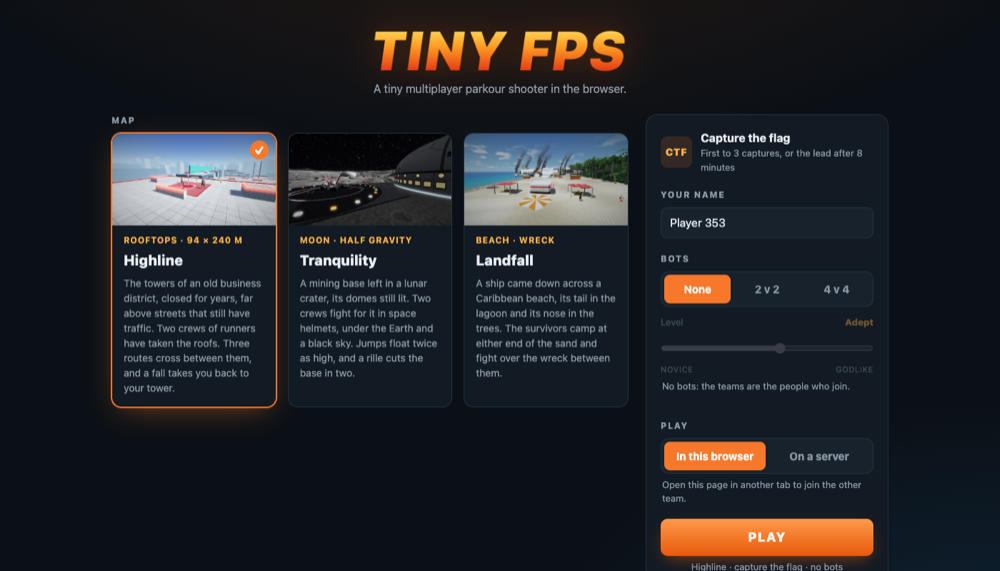 TINY FPS
A tiny multiplayer parkour shooter in the browser.
MAP
ROOFTOPS · 94 × 240 M
Highline
The towers of an old business
district, closed for years, far
above streets that still have
traffic. Two crews of runners
have taken the roofs. Three
routes cross between them,
and a fall takes you back to
your tower.
MOON · HALF GRAVITY
Tranquility
A mining base left in a lunar
crater, its domes still lit. Two
crews fight for it in space
helmets, under the Earth and
a black sky. Jumps float twice
as high, and a rille cuts the
base in two.
BEACH · WRECK
Landfall
A ship came down across a
Caribbean beach, its tail in the
lagoon and its nose in the
trees. The survivors camp at
either end of the sand and
fight over the wreck between
them.
CTF
Capture the flag
First to 3 captures, or the lead after 8
minutes
YOUR NAME
Player 353
BOTS
None 2 v 2 4 v 4
Level Adept
NOVICE GODLIKE
No bots: the teams are the people who join.
PLAY
In this browser On a server
Open this page in another tab to join the other
team.
PLAY
Highline · capture the flag · no bots